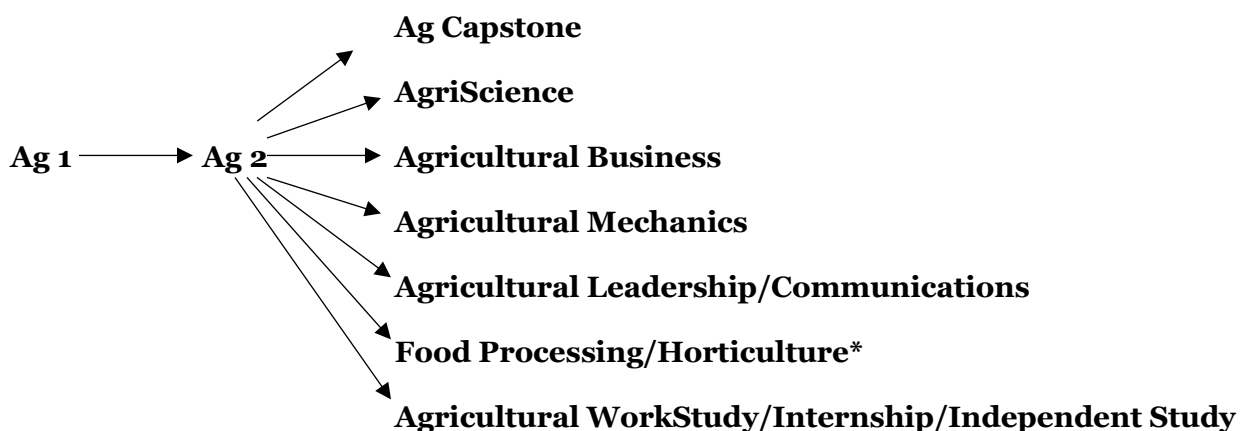 Ag Capstone
AgriScience
Ag 1 Ag 2 Agricultural Business
Agricultural Mechanics
Agricultural Leadership/Communications
Food Processing/Horticulture*
Agricultural WorkStudy/Internship/Independent Study